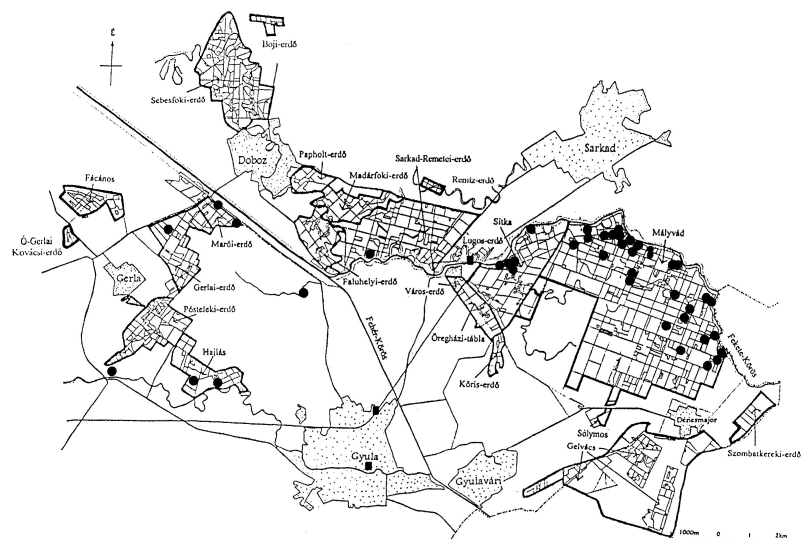 É
Boji-erdő
Sebesfoki-erdő
Doboz
Papholt-erdő
Sarkad-Remetei-erdő
Madárfoki-erdő
Remiz-erdő
Sarkad
Fácános
Sitka
Ó-Gerlai
Kovácsi-erdő
Maról-erdő
Lugos-erdő
Mályvád
Gerla
Gerlai-erdő
Faluhelyi-erdő
Város-erdő
Pósteleki-erdő
Fehér-Körös
Öregházi-tábla
Hajlás
Kőris-erdő
Fekete-Körös
Dénesmajor
Sólymos
Gelvács
Szombatkereki-erdő
Gyula
Gyulavári
1000m 0 1 2km